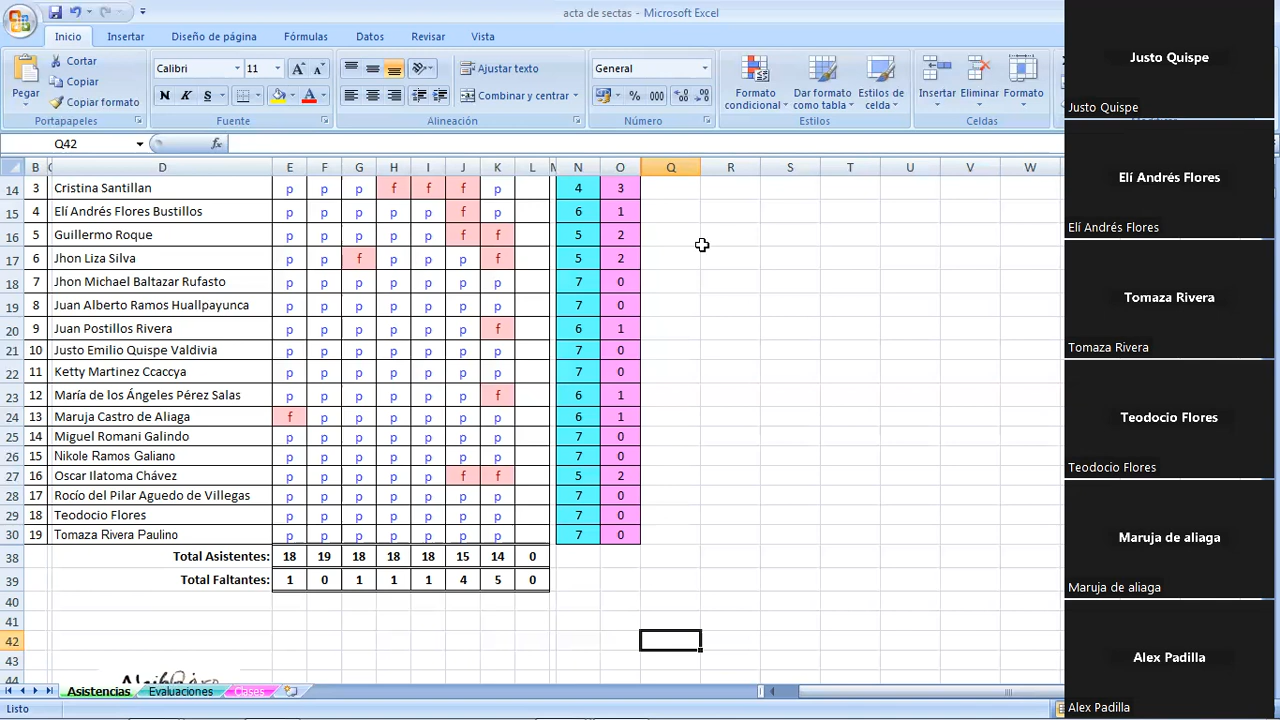 acta de sectas - Microsoft Excel
Inicio Insertar Diseño de página Fórmulas Datos Revisar Vista
Cortar
Copiar
Copiar formato
Pegar
Portapapeles
Calibri 11
N K S
Fuente
Ajustar texto
Combinar y centrar
Alineación
General
% 000
Número
Formato condicional
Dar formato como tabla
Estilos de celda
Estilos
Insertar Eliminar Formato
Celdas
Q42
B D E F G H I J K L N O Q R S T U V W
14 3 Cristina Santillan p p p f f f p 4 3
15 4 Elí Andrés Flores Bustillos p p p p p f p 6 1
16 5 Guillermo Roque p p p p p f f 5 2
17 6 Jhon Liza Silva p p f p p p f 5 2
18 7 Jhon Michael Baltazar Rufasto p p p p p p p 7 0
19 8 Juan Alberto Ramos Huallpayunca p p p p p p p 7 0
20 9 Juan Postillos Rivera p p p p p p f 6 1
21 10 Justo Emilio Quispe Valdivia p p p p p p p 7 0
22 11 Ketty Martinez Ccaccya p p p p p p p 7 0
23 12 María de los Ángeles Pérez Salas p p p p p p f 6 1
24 13 Maruja Castro de Aliaga f p p p p p p 6 1
25 14 Miguel Romani Galindo p p p p p p p 7 0
26 15 Nikole Ramos Galiano p p p p p p p 7 0
27 16 Oscar Ilatoma Chávez p p p p p f f 5 2
28 17 Rocío del Pilar Aguedo de Villegas p p p p p p p 7 0
29 18 Teodocio Flores p p p p p p p 7 0
30 19 Tomaza Rivera Paulino p p p p p p p 7 0
38 Total Asistentes: 18 19 18 18 18 15 14 0
39 Total Faltantes: 1 0 1 1 1 4 5 0
40
41
42
43
44
Asistencias Evaluaciones Clases
Listo
Justo Quispe
Justo Quispe
Elí Andrés Flores
Elí Andrés Flores
Tomaza Rivera
Tomaza Rivera
Teodocio Flores
Teodocio Flores
Maruja de aliaga
Maruja de aliaga
Alex Padilla
Alex Padilla